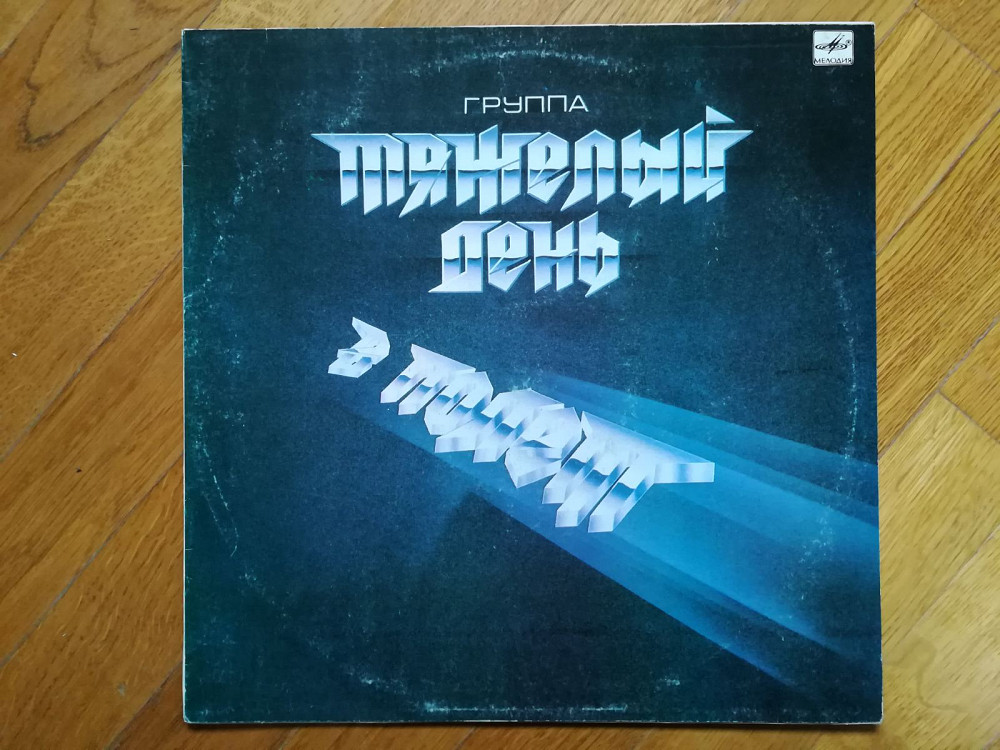 МЕЛОДИЯ
ГРУППА
ТЯЖЕЛЫЙ
ДЕНЬ
В ПОЛЕТ